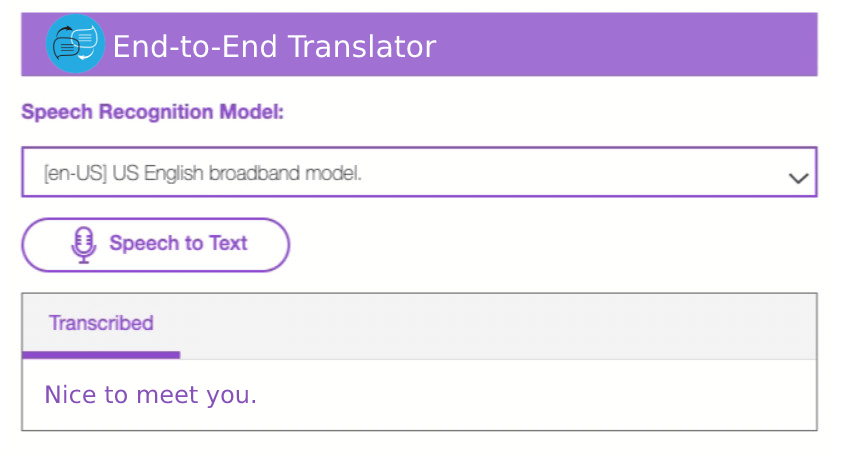 End-to-End Translator
Speech Recognition Model:
[en-US] US English broadband model.
Speech to Text
Transcribed
Nice to meet you.